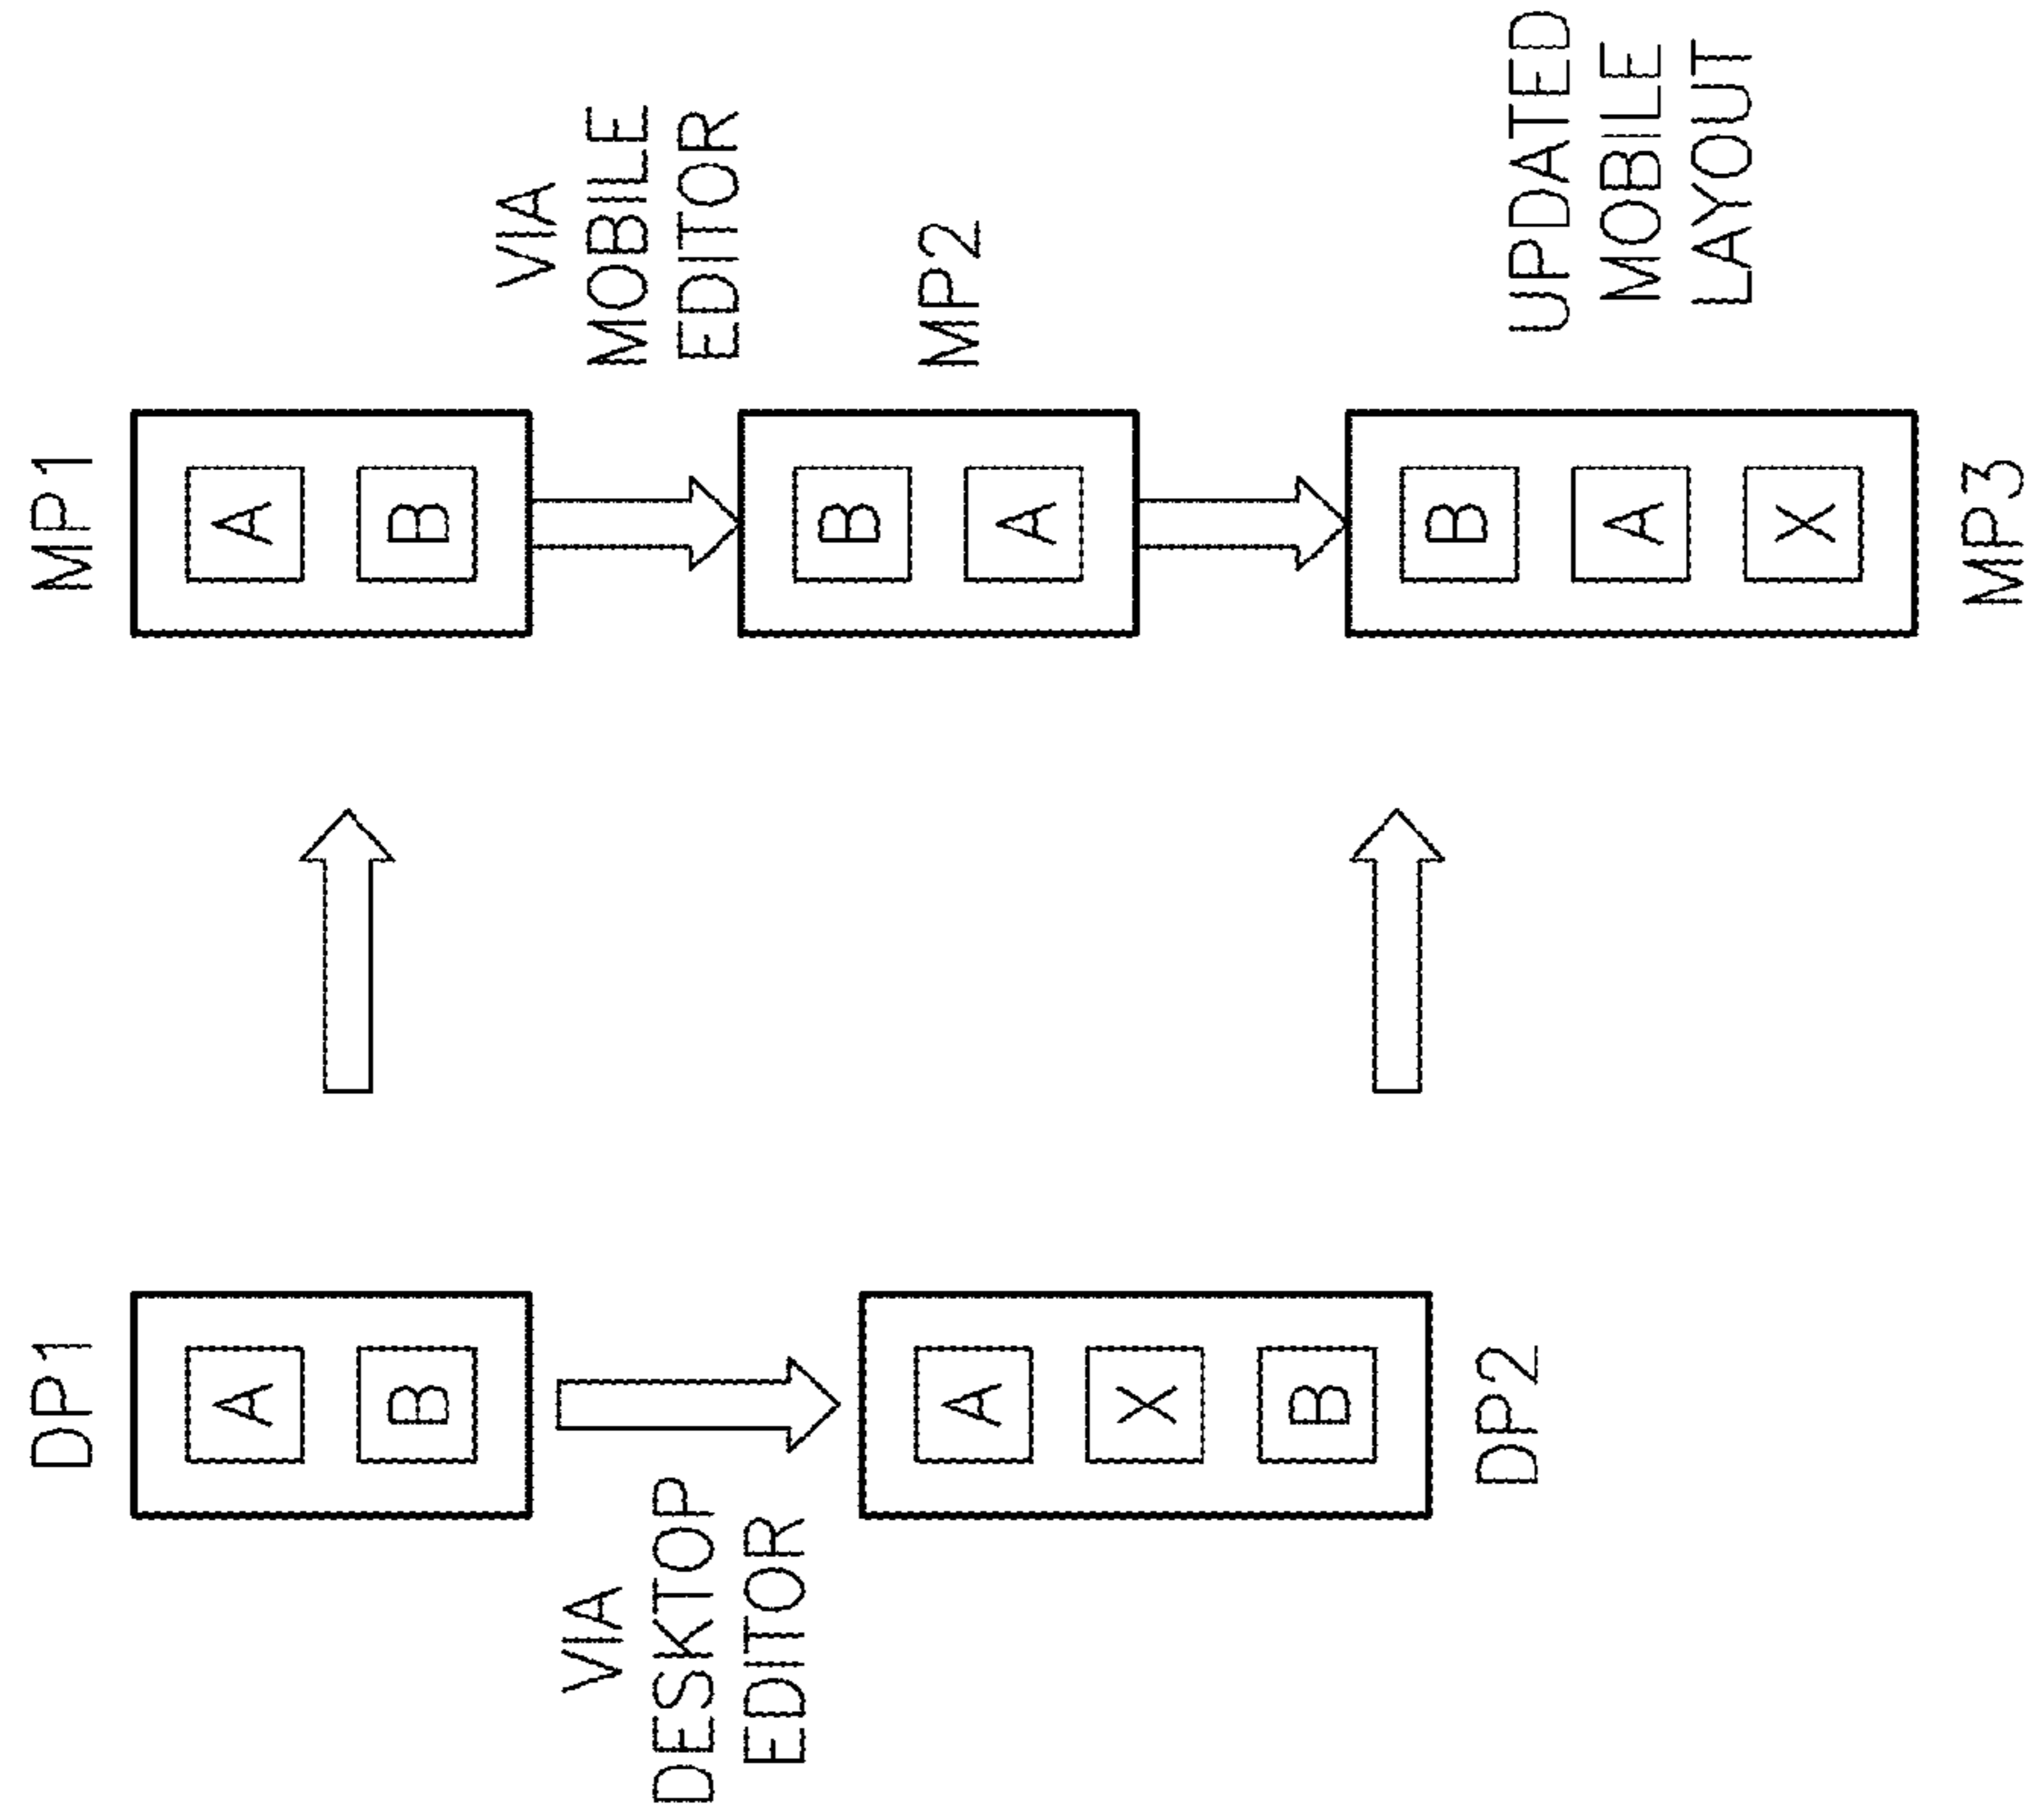 DP1
A
B
VIA
DESKTOP
EDITOR
A
X
B
DP2
MP1
A
B
VIA
MOBILE
EDITOR
B
A
MP2
B
A
X
UPDATED
MOBILE
LAYOUT
MP3